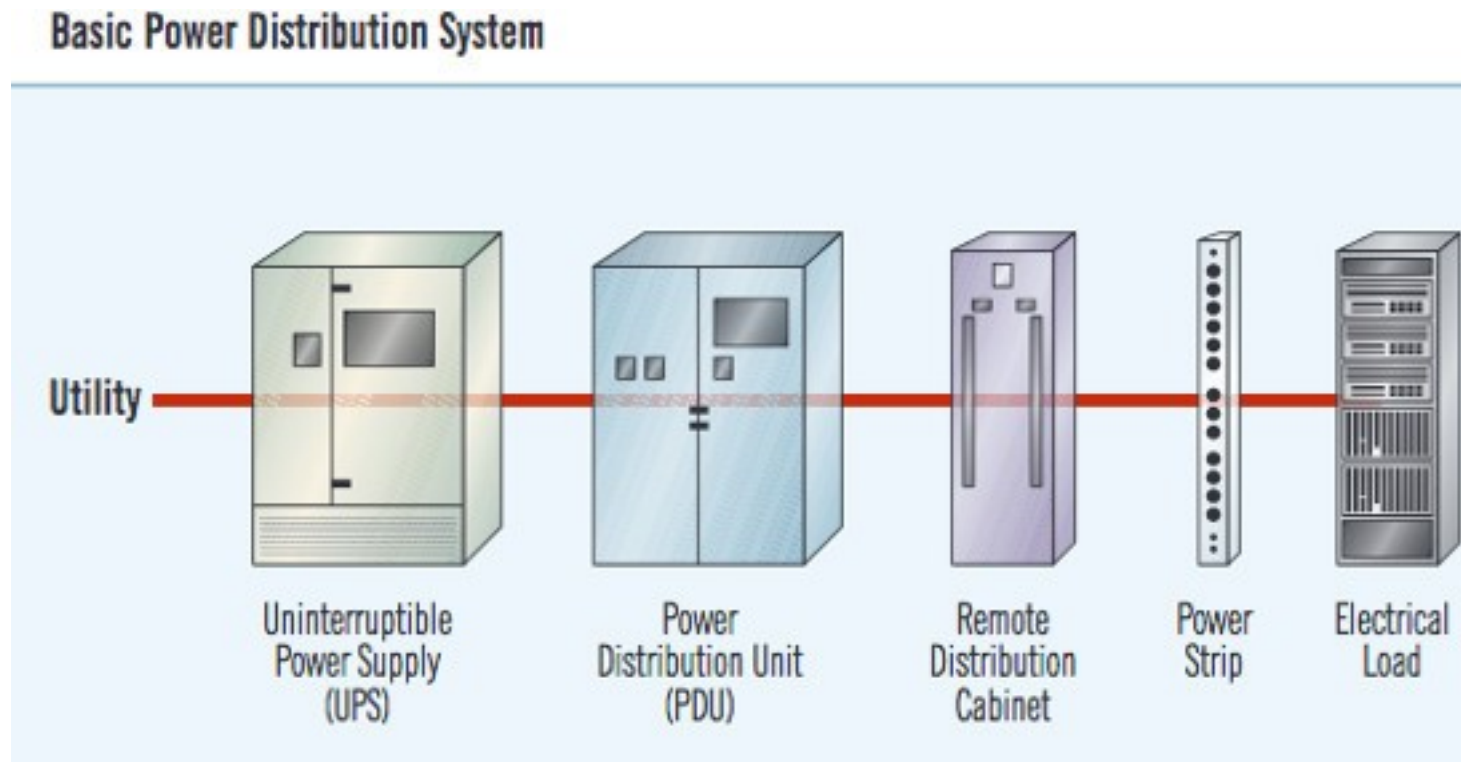 Basic Power Distribution System
Utility
Uninterruptible
Power Supply
(UPS)
Power
Distribution Unit
(PDU)
Remote
Distribution
Cabinet
Power
Strip
Electrical
Load